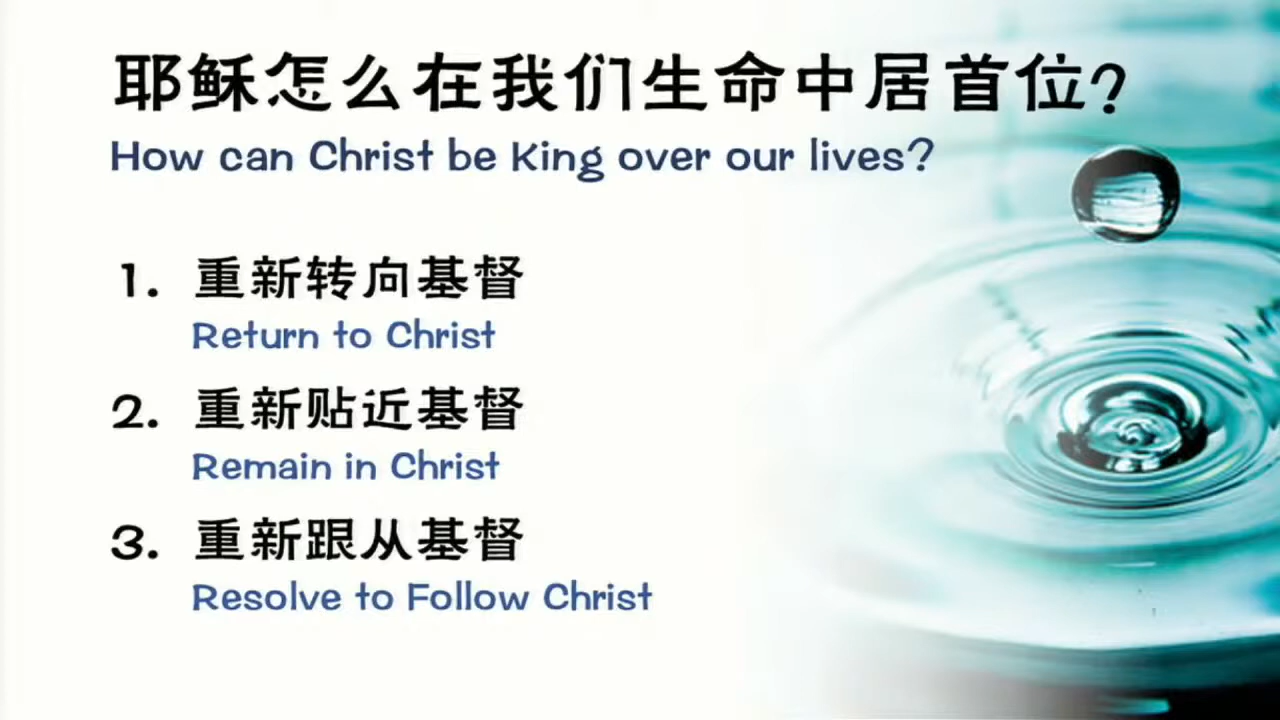 耶稣怎么在我们生命中居首位?
How can Christ be King over our lives?
1. 重新转向基督
Return to Christ
2. 重新贴近基督
Remain in Christ
3. 重新跟从基督
Resolve to Follow Christ